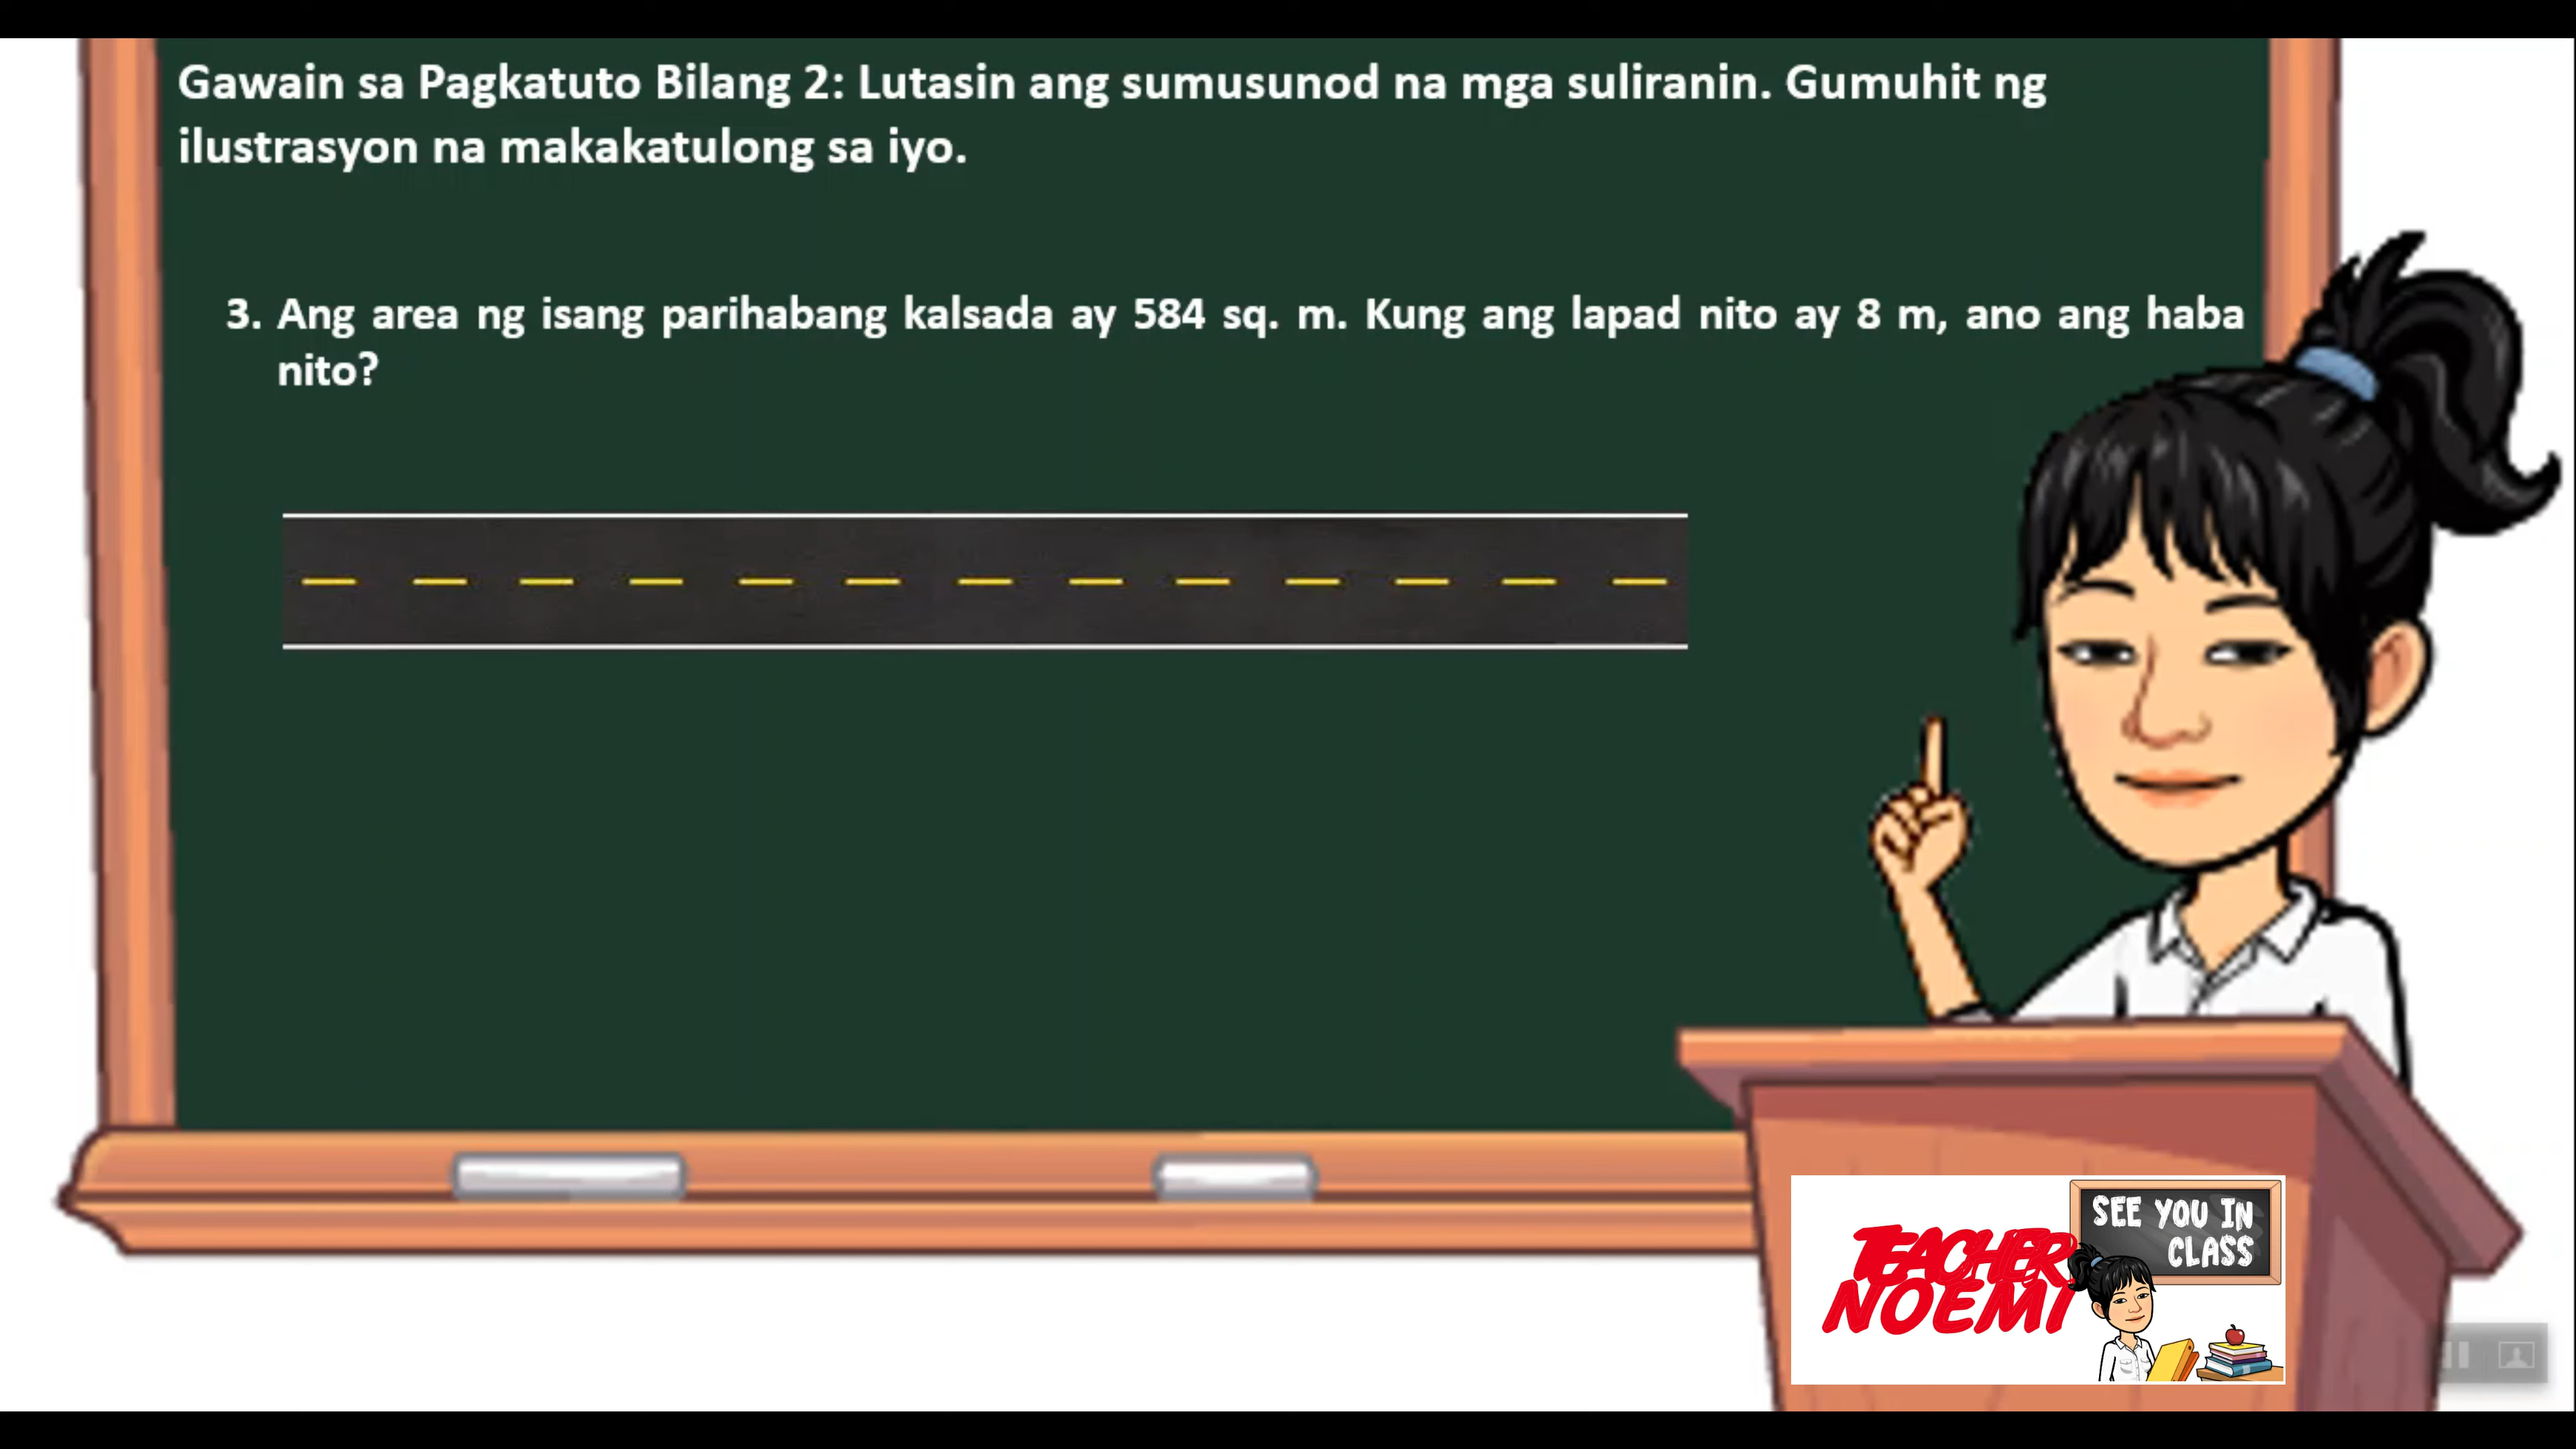 Gawain sa Pagkatuto Bilang 2: Lutasin ang sumusunod na mga suliranin. Gumuhit ng
ilustrasyon na makakatulong sa iyo.
3. Ang area ng isang parihabang kalsada ay 584 sq. m. Kung ang lapad nito ay 8 m, ano ang haba
nito?
SEE YOU IN
CLASS
TEACHER
NOEMI